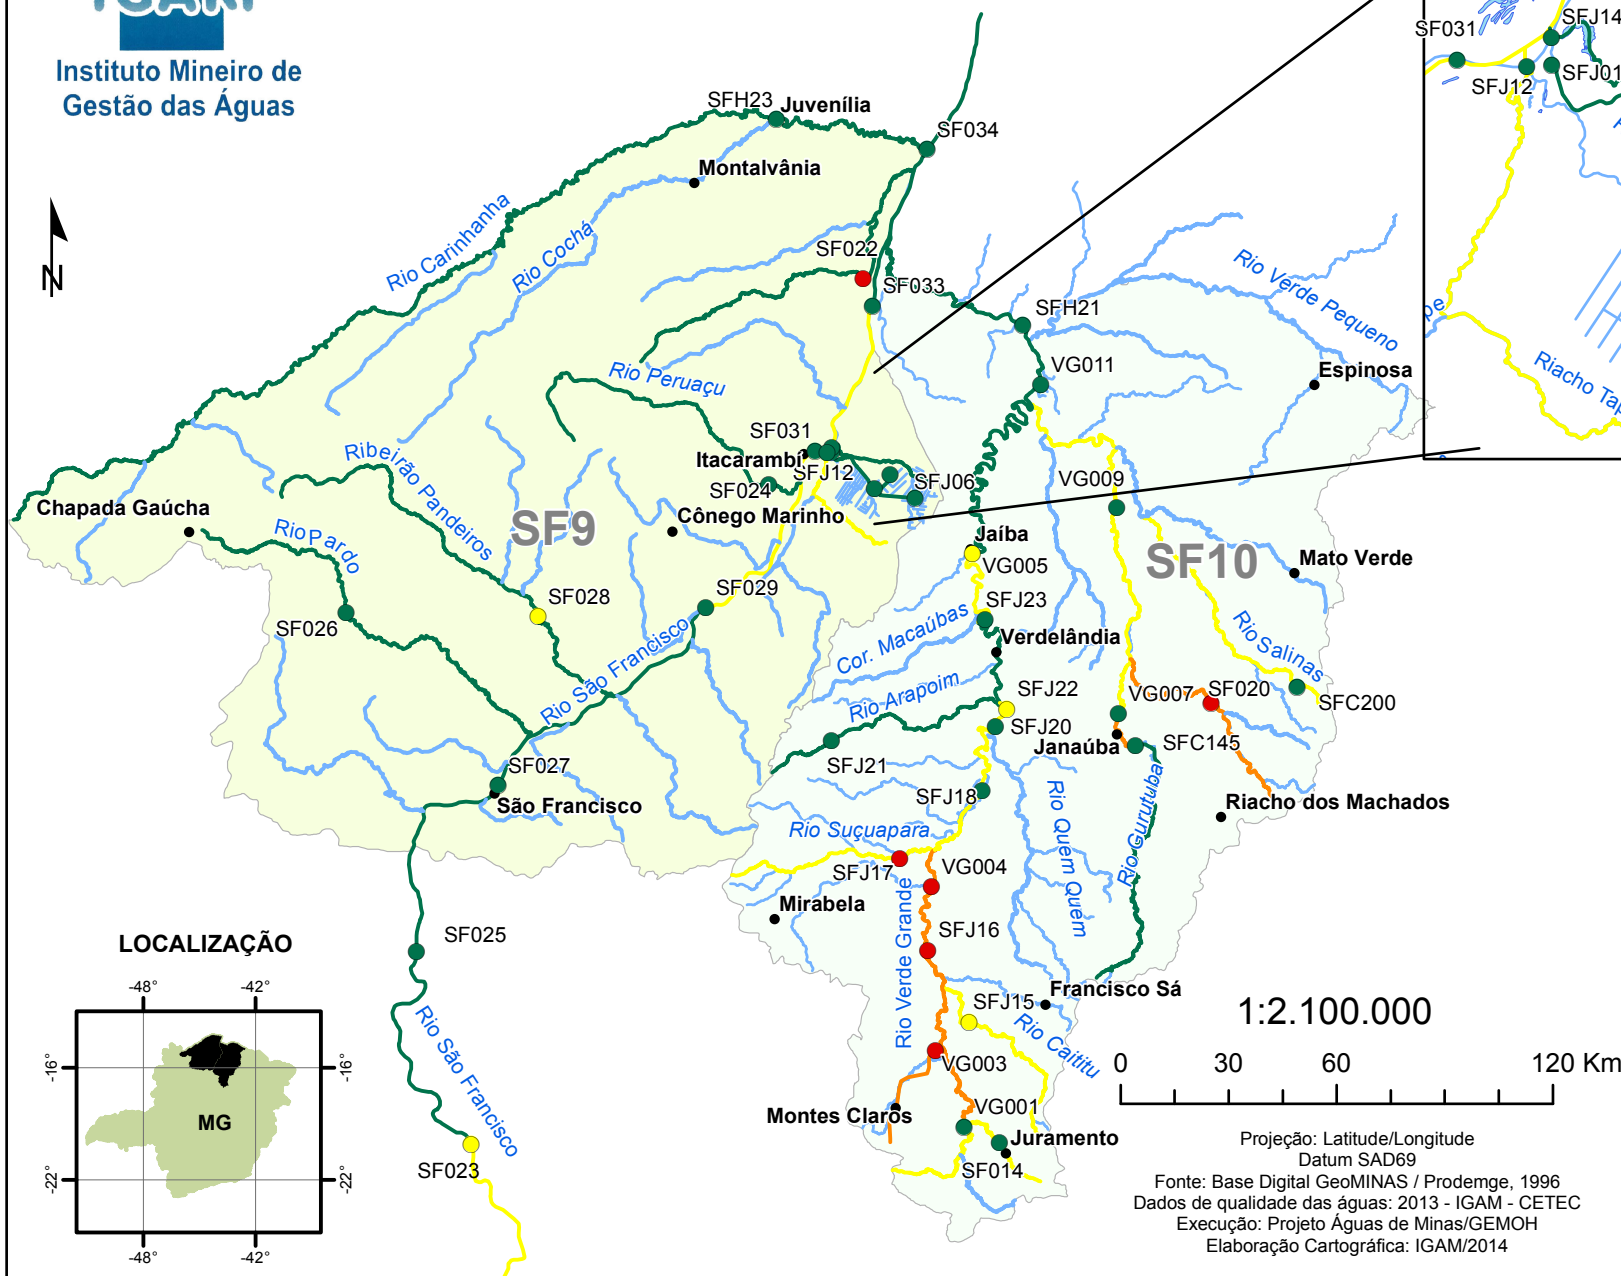 IGAM
Instituto Mineiro de
Gestão das Águas
N
SFH23
Juvenília
SF034
Montalvânia
Rio Carinhanha
Rio Cochá
SF022
SF033
SFH21
Rio Verde Pequeno
Espinosa
VG011
Rio Peruaçu
SF031
Itacarambi
SFJ12
SF024
SFJ06
VG009
Ribeirão Pandeiros
Chapada Gaúcha
Rio Pardo
SF9
Cônego Marinho
Jaíba
VG005
SF10
Mato Verde
SF028
SF029
SF026
SFJ23
Cor. Macaúbas
Verdelândia
Rio Salinas
Rio São Francisco
Rio Arapoim
SFJ22
VG007
SF020
SFC200
SFJ20
Janaúba
SFC145
SFJ21
SF027
São Francisco
SFJ18
Rio Quem Quem
Rio Gurutuba
Riacho dos Machados
Rio Suçuapara
SFJ17
VG004
Mirabela
Rio Verde Grande
SFJ16
SF025
Francisco Sá
SFJ15
Rio Caititu
VG003
Rio São Francisco
Montes Claros
VG001
Juramento
SF014
SF023
SF031
SFJ14
SFJ12
SFJ01
pe
Riacho Tap
LOCALIZAÇÃO
-48°
-42°
-16°
-16°
MG
-22°
-22°
-48°
-42°
1:2.100.000
0 30 60 120 Km
Projeção: Latitude/Longitude
Datum SAD69
Fonte: Base Digital GeoMINAS / Prodemge, 1996
Dados de qualidade das águas: 2013 - IGAM - CETEC
Execução: Projeto Águas de Minas/GEMOH
Elaboração Cartográfica: IGAM/2014